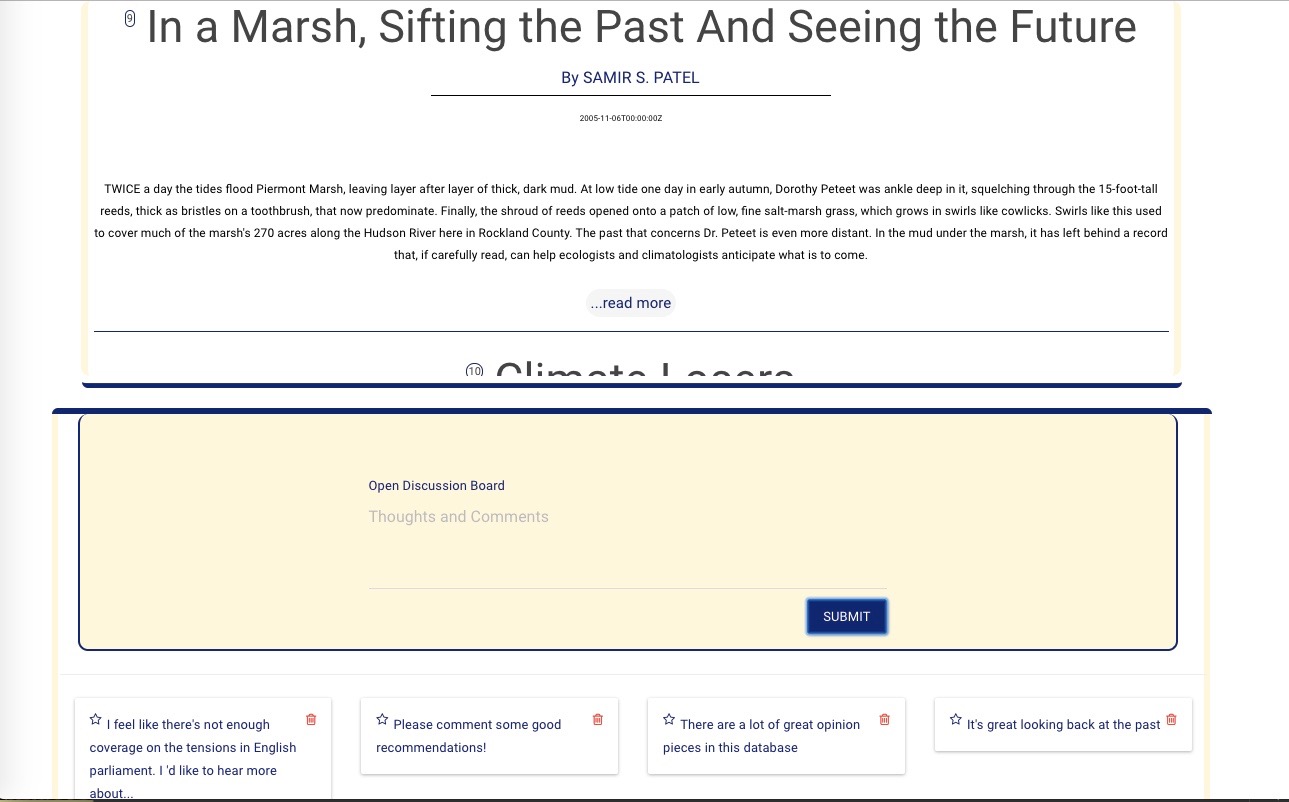 9 In a Marsh, Sifting the Past And Seeing the Future
By SAMIR S. PATEL
2005-11-06T00:00:00Z
TWICE a day the tides flood Piermont Marsh, leaving layer after layer of thick, dark mud. At low tide one day in early autumn, Dorothy Peteet was ankle deep in it, squelching through the 15-foot-tall
reeds, thick as bristles on a toothbrush, that now predominate. Finally, the shroud of reeds opened onto a patch of low, fine salt-marsh grass, which grows in swirls like cowlicks. Swirls like this used
to cover much of the marsh's 270 acres along the Hudson River here in Rockland County. The past that concerns Dr. Peteet is even more distant. In the mud under the marsh, it has left behind a record
that, if carefully read, can help ecologists and climatologists anticipate what is to come.
...read more
10 Climate Losers
Open Discussion Board
Thoughts and Comments
SUBMIT
I feel like there's not enough
coverage on the tensions in English
parliament. I 'd like to hear more
about...
Please comment some good
recommendations!
There are a lot of great opinion
pieces in this database
It's great looking back at the past